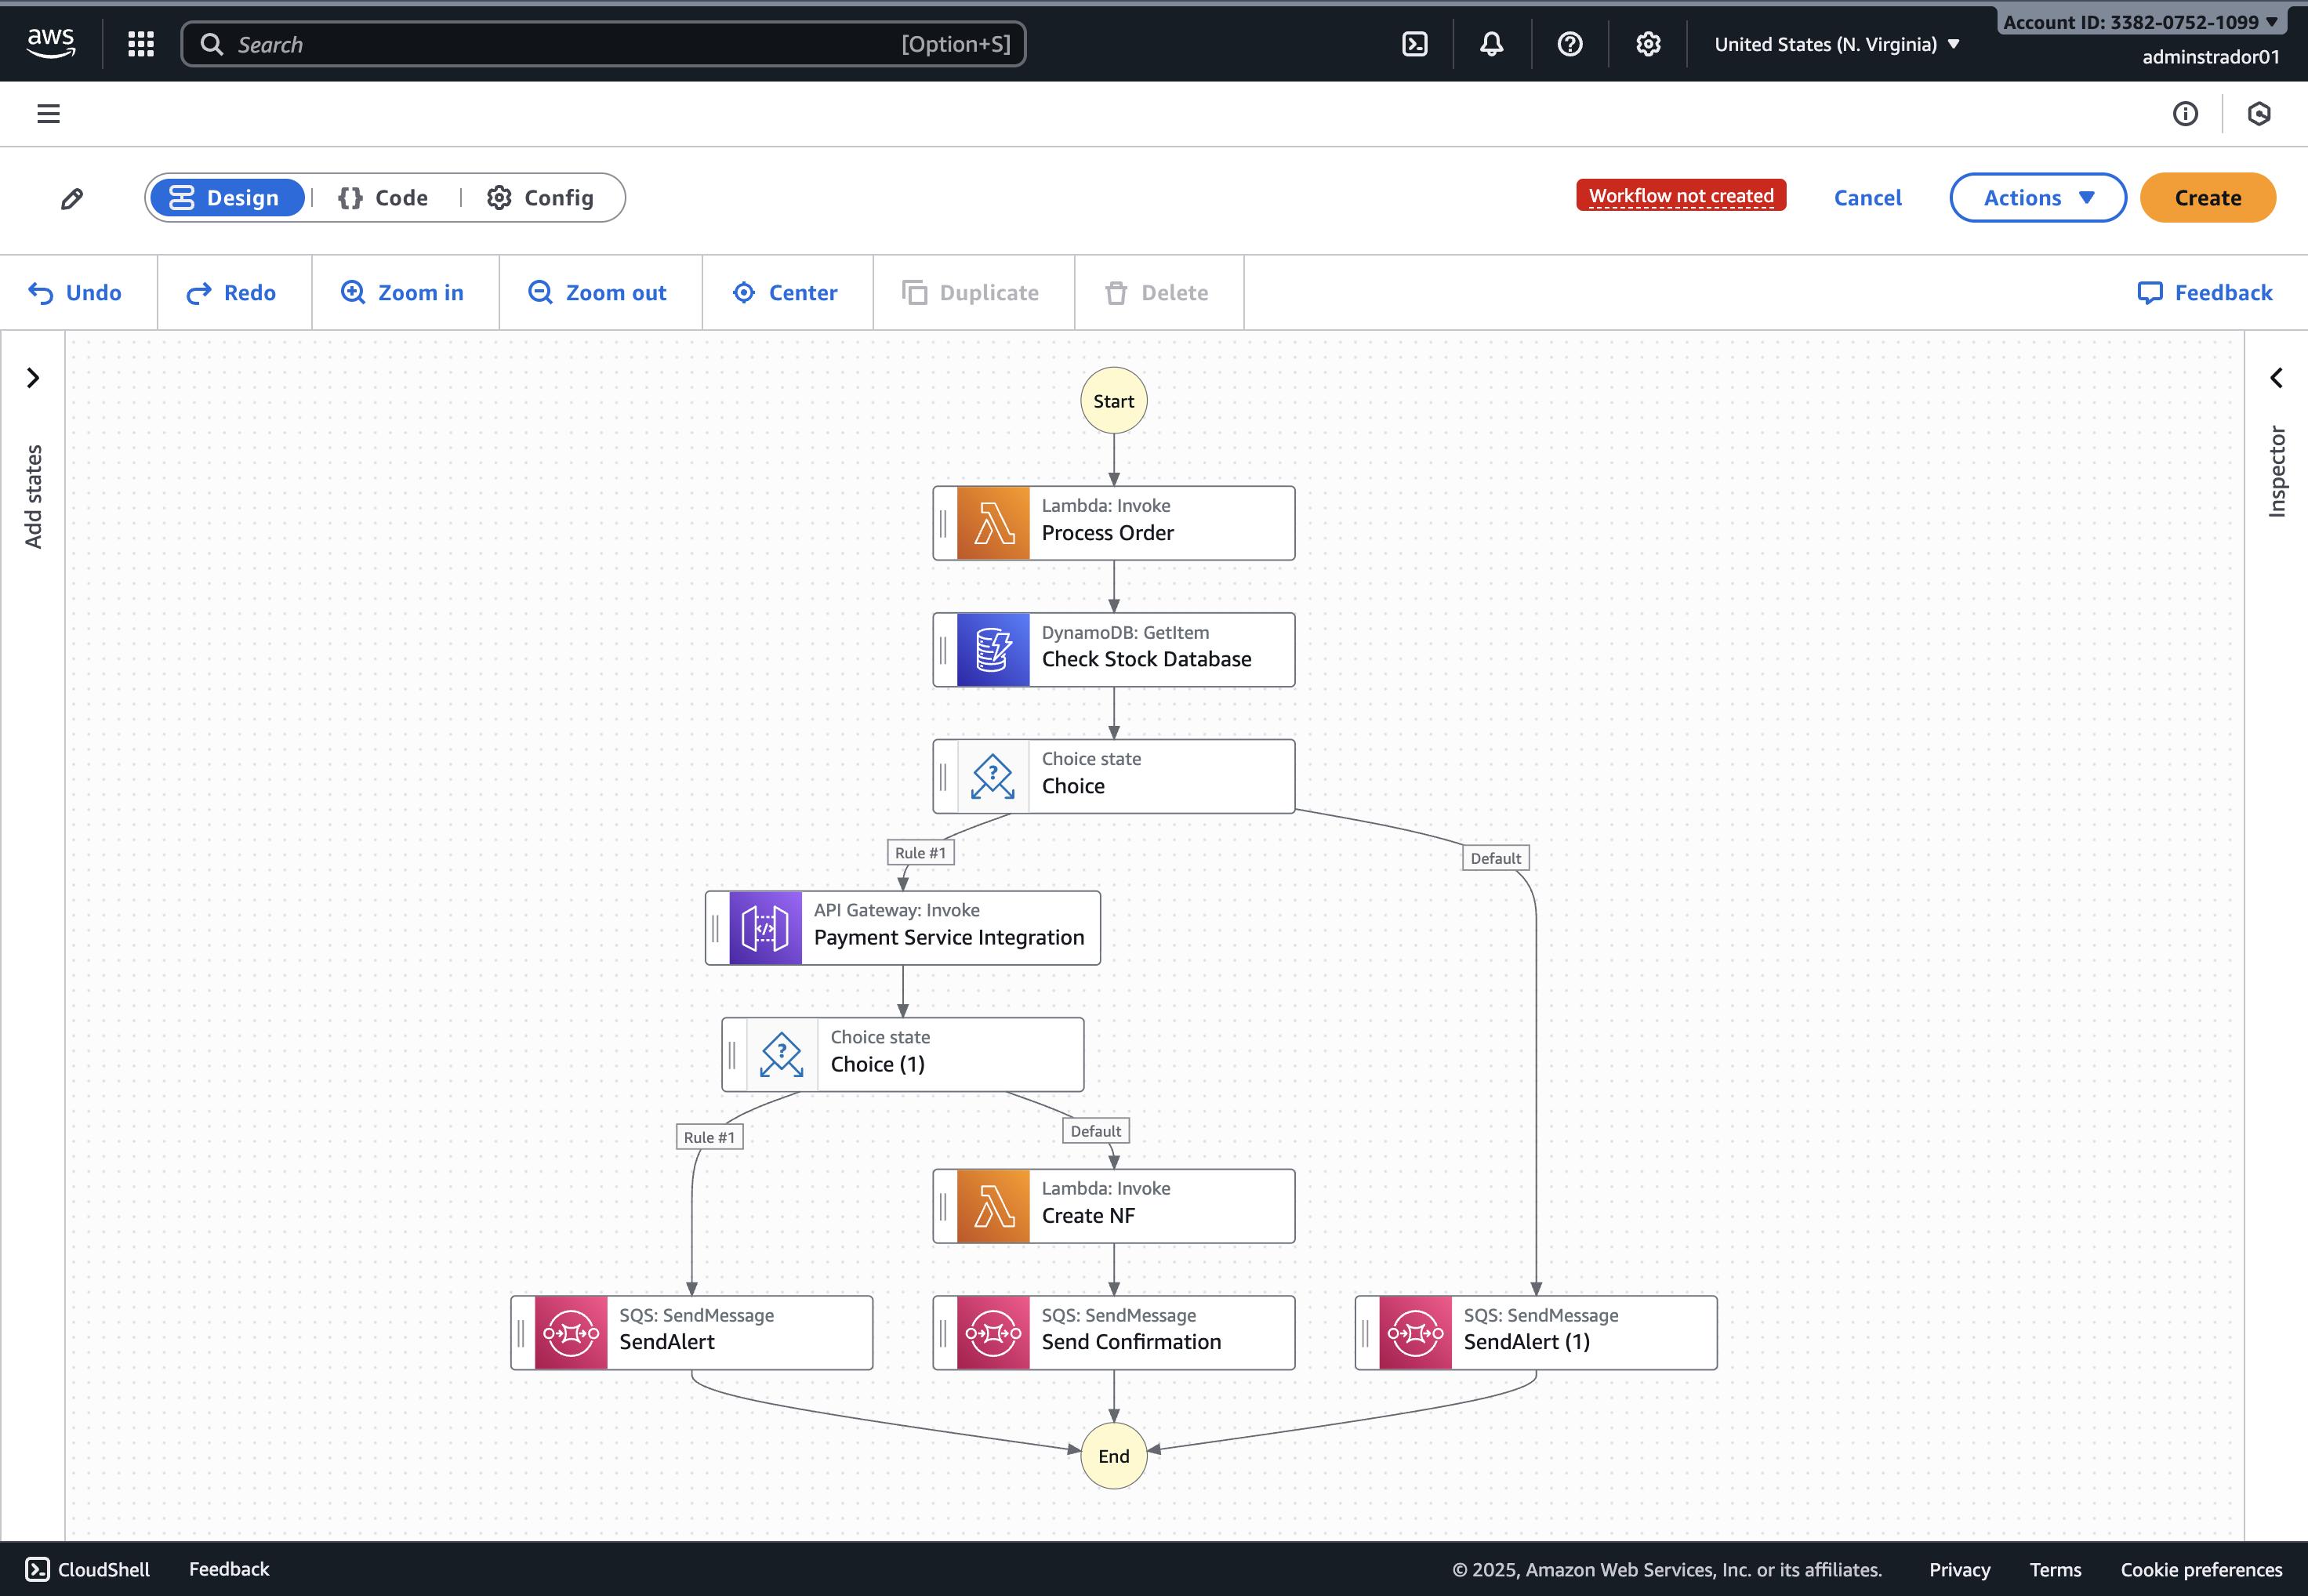 aws
Search
[Option+S]
United States (N. Virginia)
Account ID: 3382-0752-1099
adminstrador01
Design
Code
Config
Workflow not created
Cancel
Actions
Create
Undo
Redo
Zoom in
Zoom out
Center
Duplicate
Delete
Feedback
Add states
Inspector
Start
Lambda: Invoke
Process Order
DynamoDB: GetItem
Check Stock Database
Choice state
Choice
Rule #1
Default
API Gateway: Invoke
Payment Service Integration
Choice state
Choice (1)
Rule #1
Default
Lambda: Invoke
Create NF
SQS: SendMessage
SendAlert
SQS: SendMessage
Send Confirmation
SQS: SendMessage
SendAlert (1)
End
CloudShell
Feedback
© 2025, Amazon Web Services, Inc. or its affiliates.
Privacy
Terms
Cookie preferences